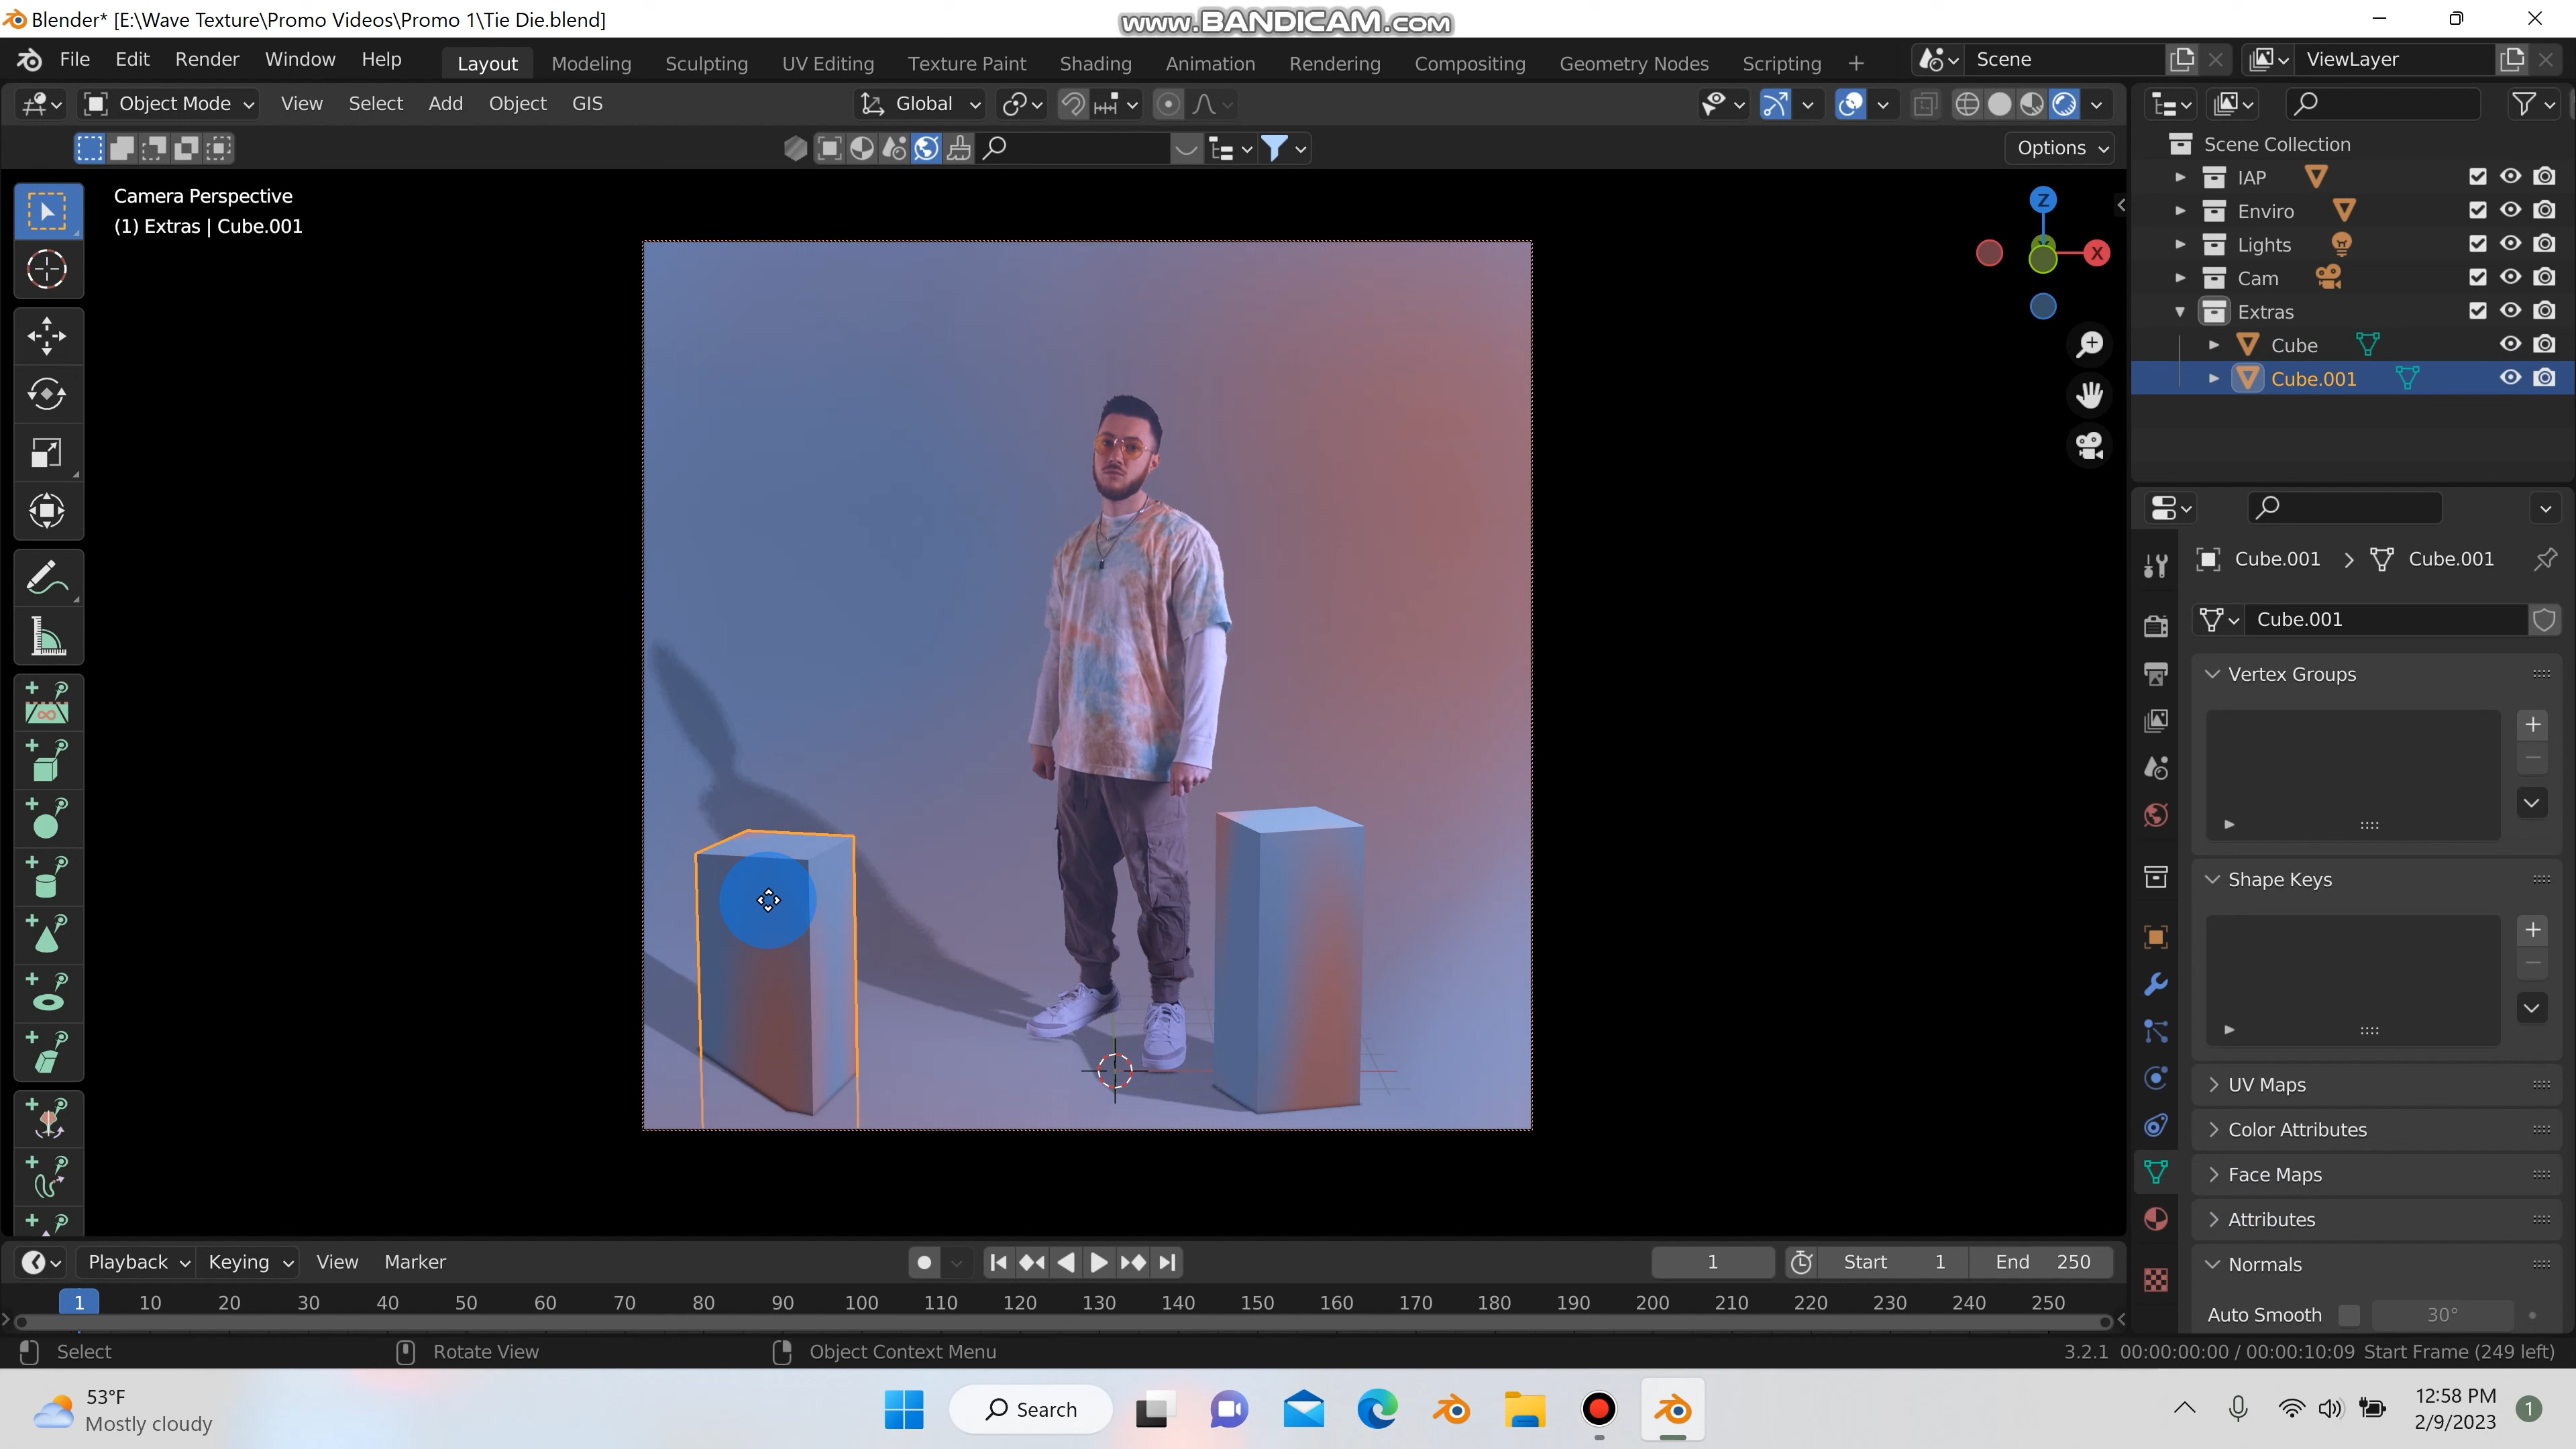 Blender* [E:\Wave Texture\Promo Videos\Promo 1\Tie Die.blend]
www.BANDICAM.com
File Edit Render Window Help
Layout Modeling Sculpting UV Editing Texture Paint Shading Animation Rendering Compositing Geometry Nodes Scripting +
Scene
ViewLayer
Object Mode View Select Add Object GIS
Global
Options
Camera Perspective
(1) Extras | Cube.001
Z
X
Scene Collection
IAP
Enviro
Lights
Cam
Extras
Cube
Cube.001
Cube.001 > Cube.001
Cube.001
Vertex Groups
Shape Keys
UV Maps
Color Attributes
Face Maps
Attributes
Normals
Auto Smooth 30°
Playback Keying View Marker
1
Start 1
End 250
1 10 20 30 40 50 60 70 80 90 100 110 120 130 140 150 160 170 180 190 200 210 220 230 240 250
Select
Rotate View
Object Context Menu
3.2.1 00:00:00:00 / 00:00:10:09 Start Frame (249 left)
53°F
Mostly cloudy
Search
12:58 PM
2/9/2023
1